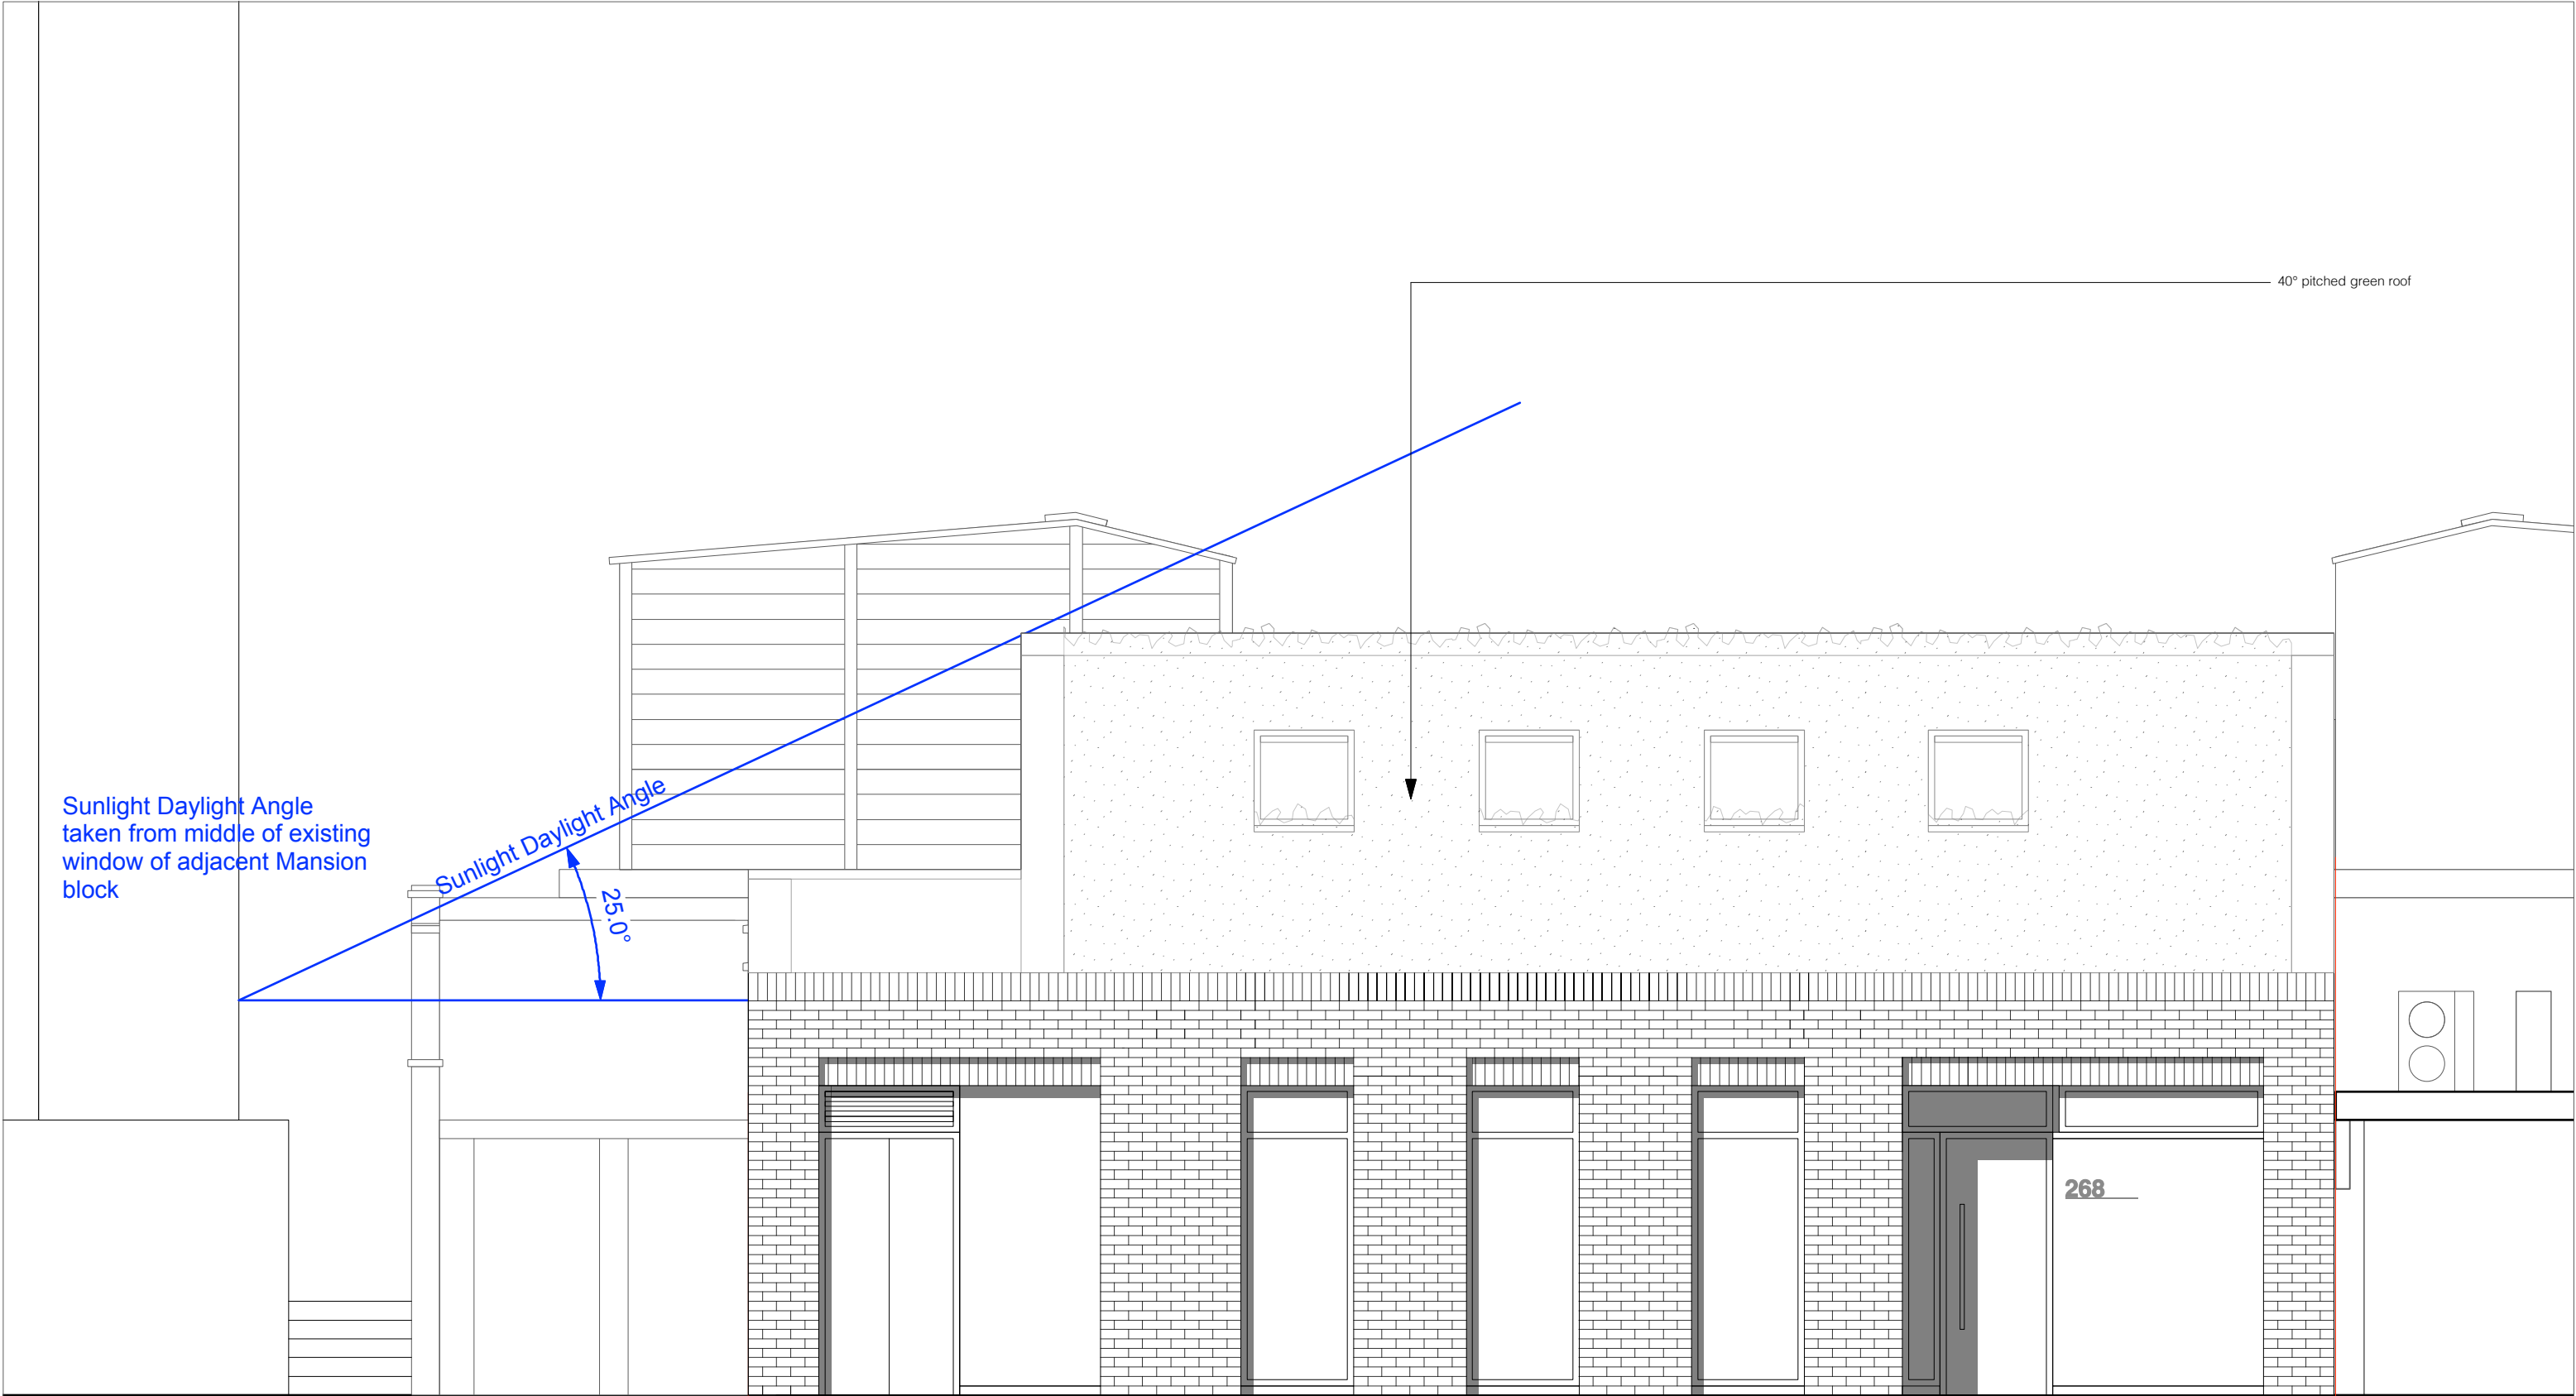 40° pitched green roof
Sunlight Daylight Angle
taken from middle of existing
window of adjacent Mansion
block
Sunlight Daylight Angle
25.0°
268